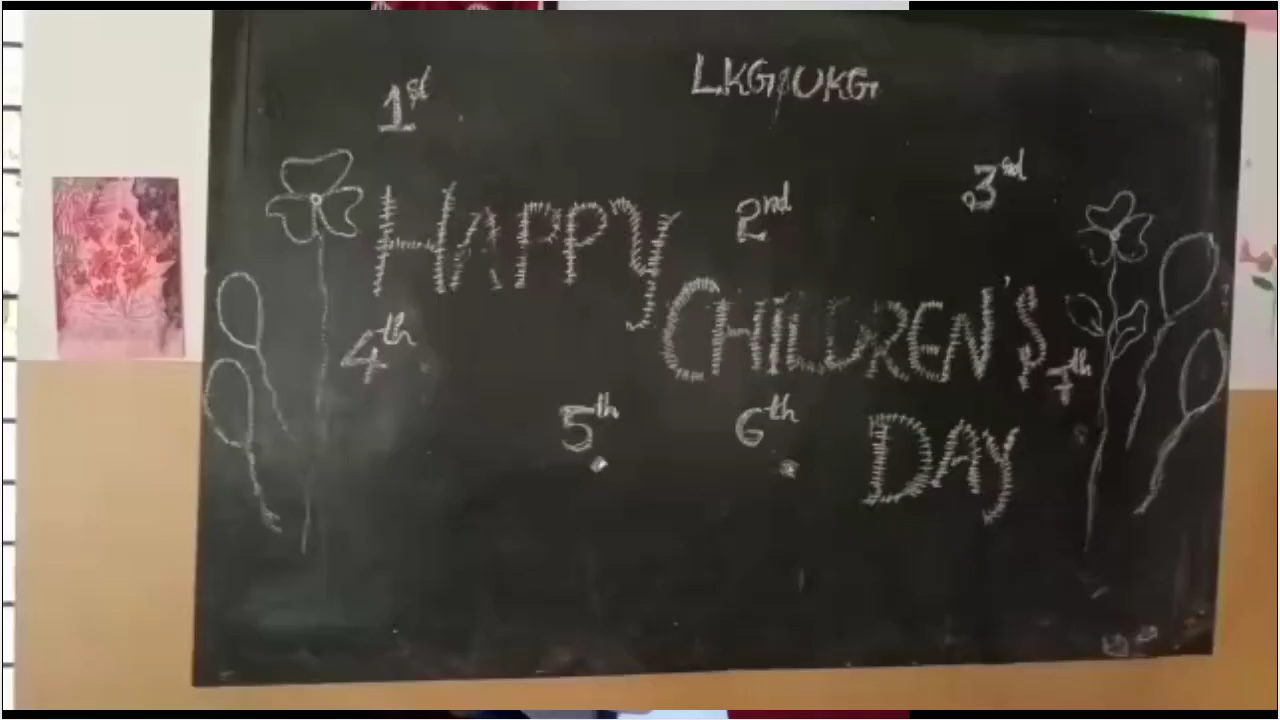 LKG/UKG
1st
2nd
3rd
HAPPY
4th
CHILDREN'S
7th
5th
6th
DAY